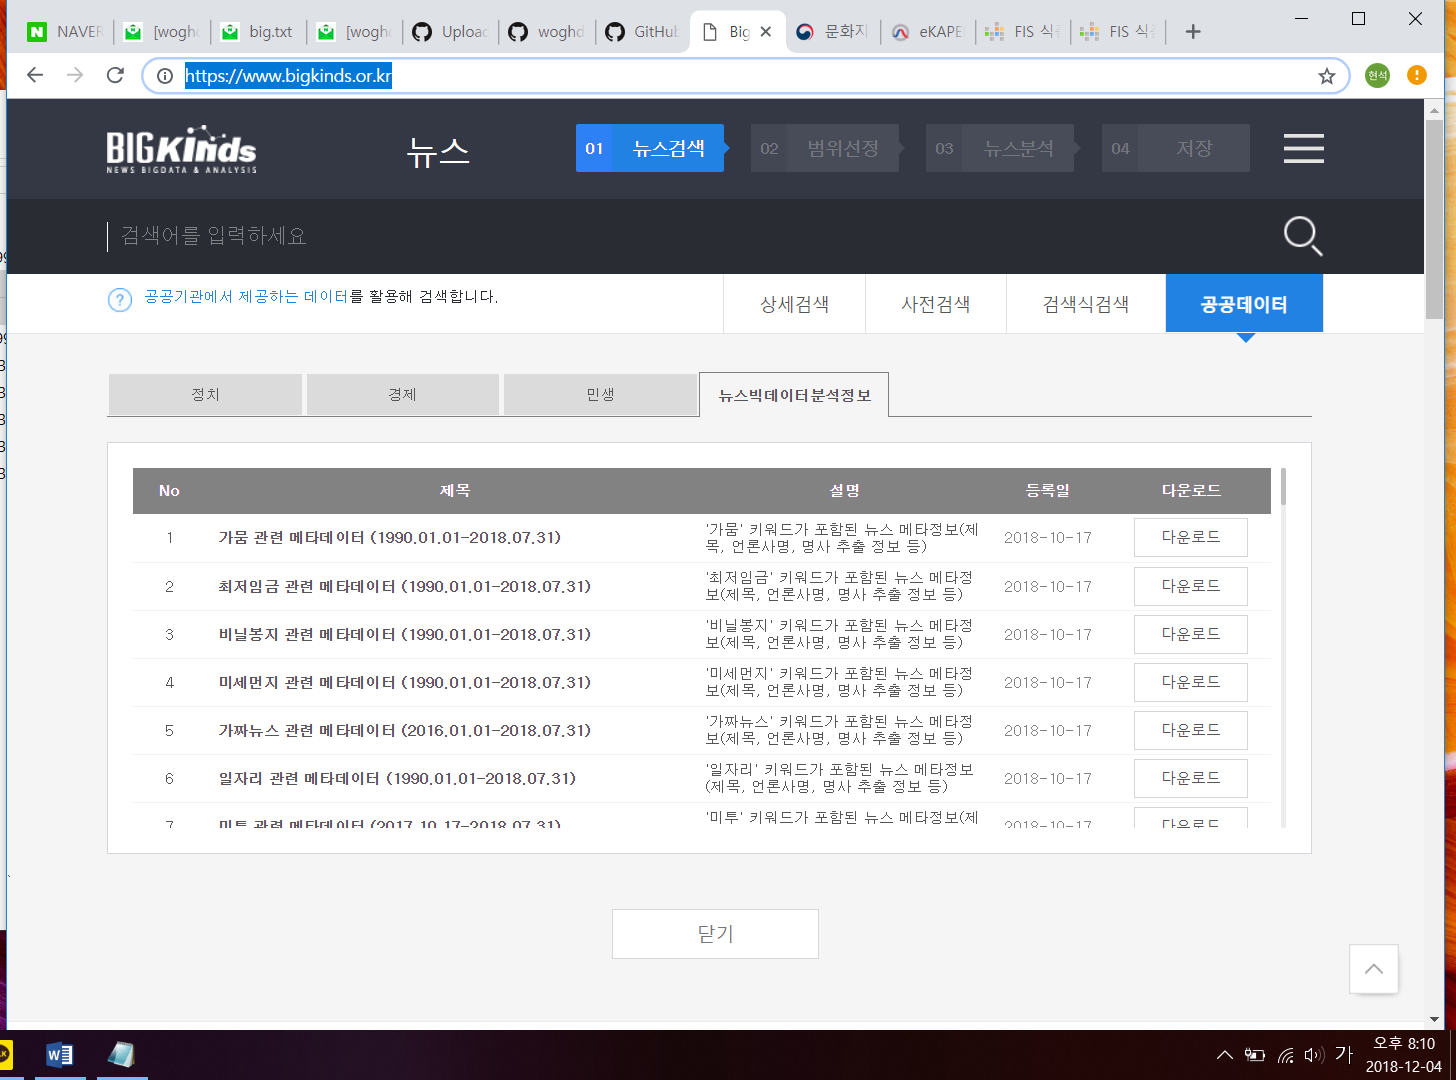 NAVER
[wogho
big.txt
[wogho
Uploac
woghd
GitHub
Big
문화지
eKAPE
FIS 식
FIS 식
https://www.bigkinds.or.kr
현석
BIGKinds
NEWS BIGDATA & ANALYSIS
뉴스
01 뉴스검색
02 범위선정
03 뉴스분석
04 저장
검색어를 입력하세요
? 공공기관에서 제공하는 데이터를 활용해 검색합니다.
상세검색
사전검색
검색식검색
공공데이터
정치
경제
민생
뉴스빅데이터분석정보
No 제목 설명 등록일 다운로드
1 가뭄 관련 메타데이터 (1990.01.01-2018.07.31) '가뭄' 키워드가 포함된 뉴스 메타정보(제
목, 언론사명, 명사 추출 정보 등) 2018-10-17 다운로드
2 최저임금 관련 메타데이터 (1990.01.01-2018.07.31) '최저임금' 키워드가 포함된 뉴스 메타정
보(제목, 언론사명, 명사 추출 정보 등) 2018-10-17 다운로드
3 비닐봉지 관련 메타데이터 (1990.01.01-2018.07.31) '비닐봉지' 키워드가 포함된 뉴스 메타정
보(제목, 언론사명, 명사 추출 정보 등) 2018-10-17 다운로드
4 미세먼지 관련 메타데이터 (1990.01.01-2018.07.31) '미세먼지' 키워드가 포함된 뉴스 메타정
보(제목, 언론사명, 명사 추출 정보 등) 2018-10-17 다운로드
5 가짜뉴스 관련 메타데이터 (2016.01.01-2018.07.31) '가짜뉴스' 키워드가 포함된 뉴스 메타정
보(제목, 언론사명, 명사 추출 정보 등) 2018-10-17 다운로드
6 일자리 관련 메타데이터 (1990.01.01-2018.07.31) '일자리' 키워드가 포함된 뉴스 메타정보
(제목, 언론사명, 명사 추출 정보 등) 2018-10-17 다운로드
7 미투 관련 메타데이터 (2017.10.17-2018.07.31) '미투' 키워드가 포함된 뉴스 메타정보(제
2018-10-17 다운로드
닫기
가
오후 8:10
2018-12-04